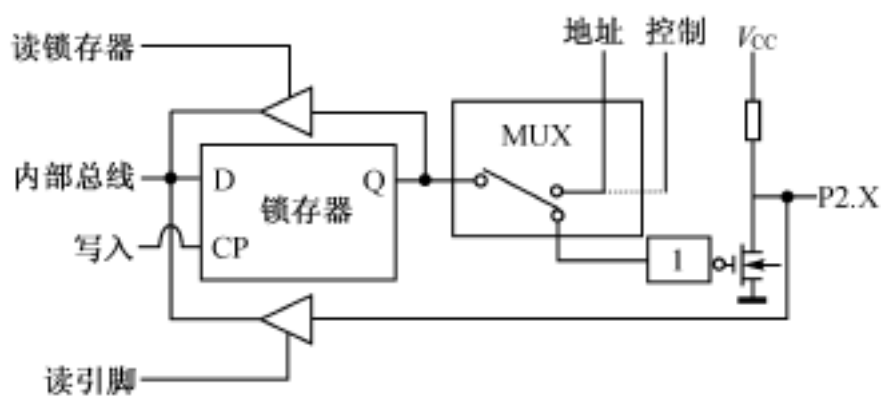 读锁存器
地址 控制 VCC
MUX
内部总线 D Q
锁存器
P2.X
写入 CP
1
读引脚